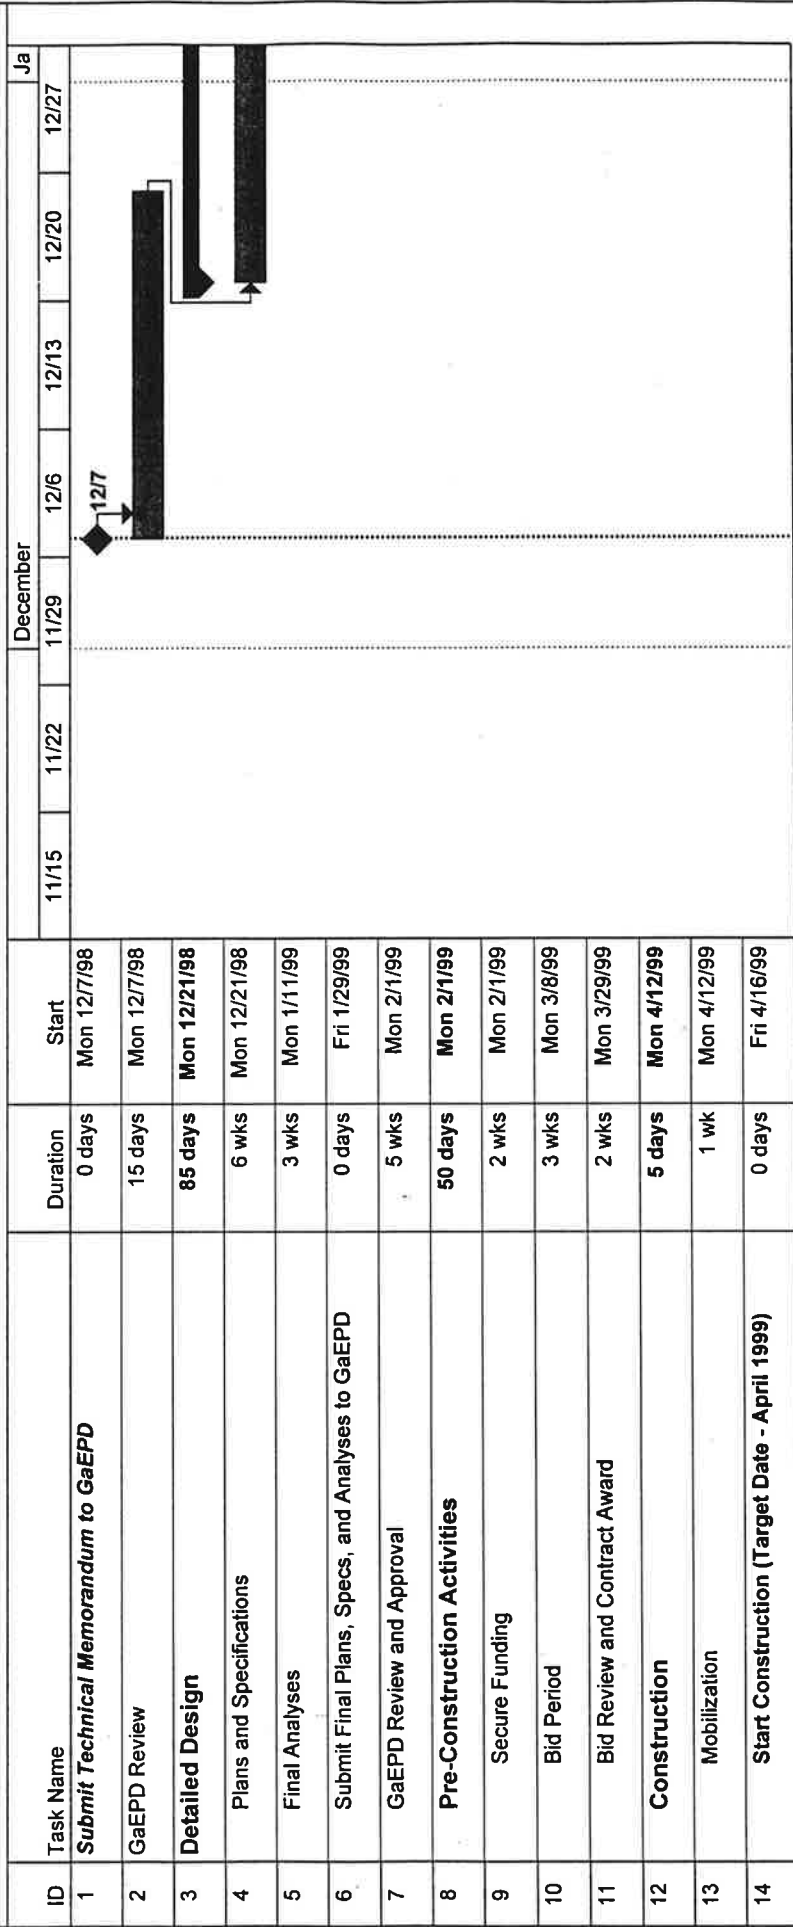 December Ja
ID Task Name Duration Start 11/15 11/22 11/29 12/6 12/13 12/20 12/27
1 Submit Technical Memorandum to GaEPD 0 days Mon 12/7/98 12/7
2 GaEPD Review 15 days Mon 12/7/98
3 Detailed Design 85 days Mon 12/21/98
4 Plans and Specifications 6 wks Mon 12/21/98
5 Final Analyses 3 wks Mon 1/11/99
6 Submit Final Plans, Specs, and Analyses to GaEPD 0 days Fri 1/29/99
7 GaEPD Review and Approval 5 wks Mon 2/1/99
8 Pre-Construction Activities 50 days Mon 2/1/99
9 Secure Funding 2 wks Mon 2/1/99
10 Bid Period 3 wks Mon 3/8/99
11 Bid Review and Contract Award 2 wks Mon 3/29/99
12 Construction 5 days Mon 4/12/99
13 Mobilization 1 wk Mon 4/12/99
14 Start Construction (Target Date - April 1999) 0 days Fri 4/16/99